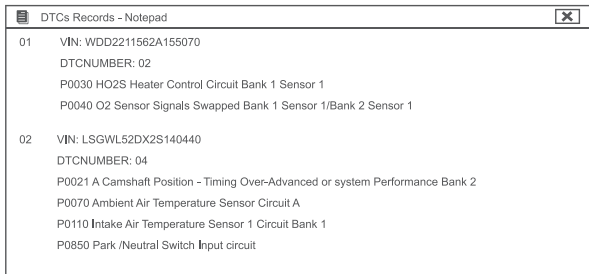 DTCs Records - Notepad
01 VIN: WDD2211562A155070
DTCNUMBER: 02
P0030 HO2S Heater Control Circuit Bank 1 Sensor 1
P0040 O2 Sensor Signals Swapped Bank 1 Sensor 1/Bank 2 Sensor 1
02 VIN: LSGWL52DX2S140440
DTCNUMBER: 04
P0021 A Camshaft Position - Timing Over-Advanced or system Performance Bank 2
P0070 Ambient Air Temperature Sensor Circuit A
P0110 Intake Air Temperature Sensor 1 Circuit Bank 1
P0850 Park /Neutral Switch Input circuit